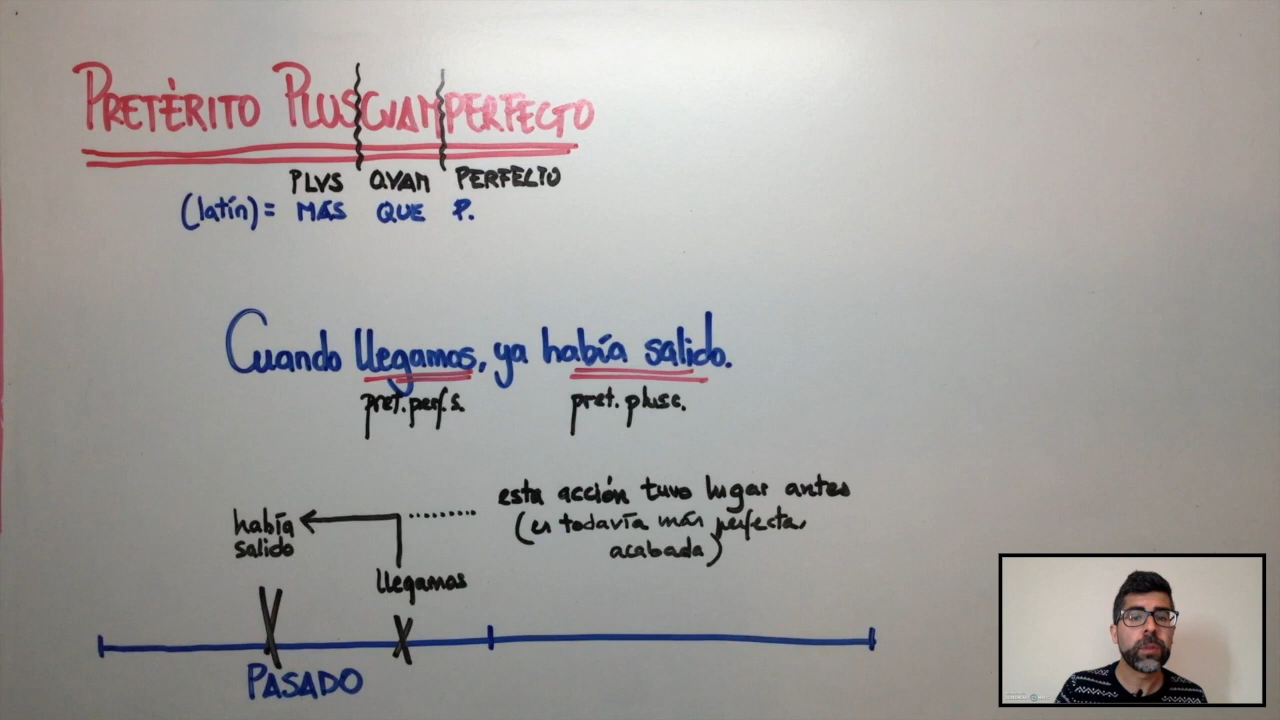 PRETÉRITO PLUSCUAMPERFECTO
PLVS QVAM PERFECTO
(latín) = MÁS QUE P.
Cuando llegamos, ya había salido.
pret. perf. s. pret. plusc.
esta acción tuvo lugar antes
(es todavía más perfecta,
acabada)
había
salido
llegamos
PASADO